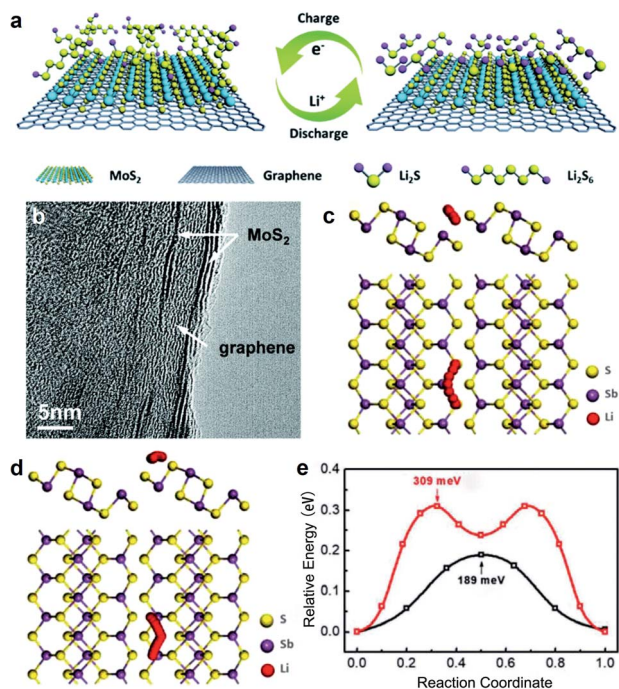 a
Charge
e-
Li+
Discharge
MoS2
Graphene
Li2S
Li2S6
b
MoS2
graphene
5nm
c
S
Sb
Li
d
S
Sb
Li
e
0.4
0.3
0.2
0.1
0.0
Relative Energy (eV)
309 meV
189 meV
0.0 0.2 0.4 0.6 0.8 1.0
Reaction Coordinate